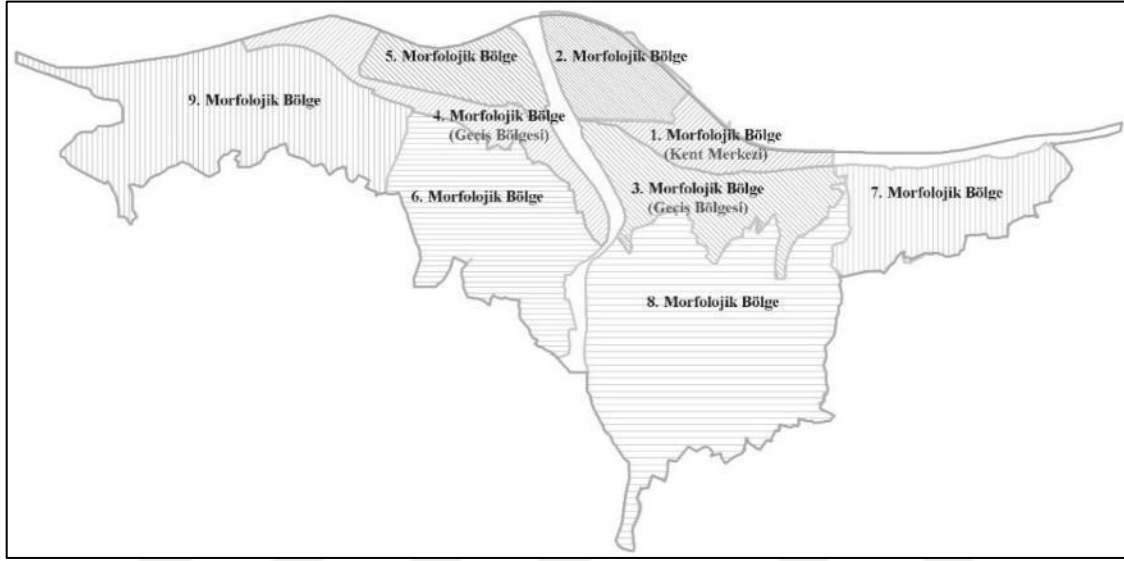 5. Morfolojik Bölge
2. Morfolojik Bölge
9. Morfolojik Bölge
4. Morfolojik Bölge
(Geçiş Bölgesi)
1. Morfolojik Bölge
(Kent Merkezi)
6. Morfolojik Bölge
3. Morfolojik Bölge
(Geçiş Bölgesi)
7. Morfolojik Bölge
8. Morfolojik Bölge